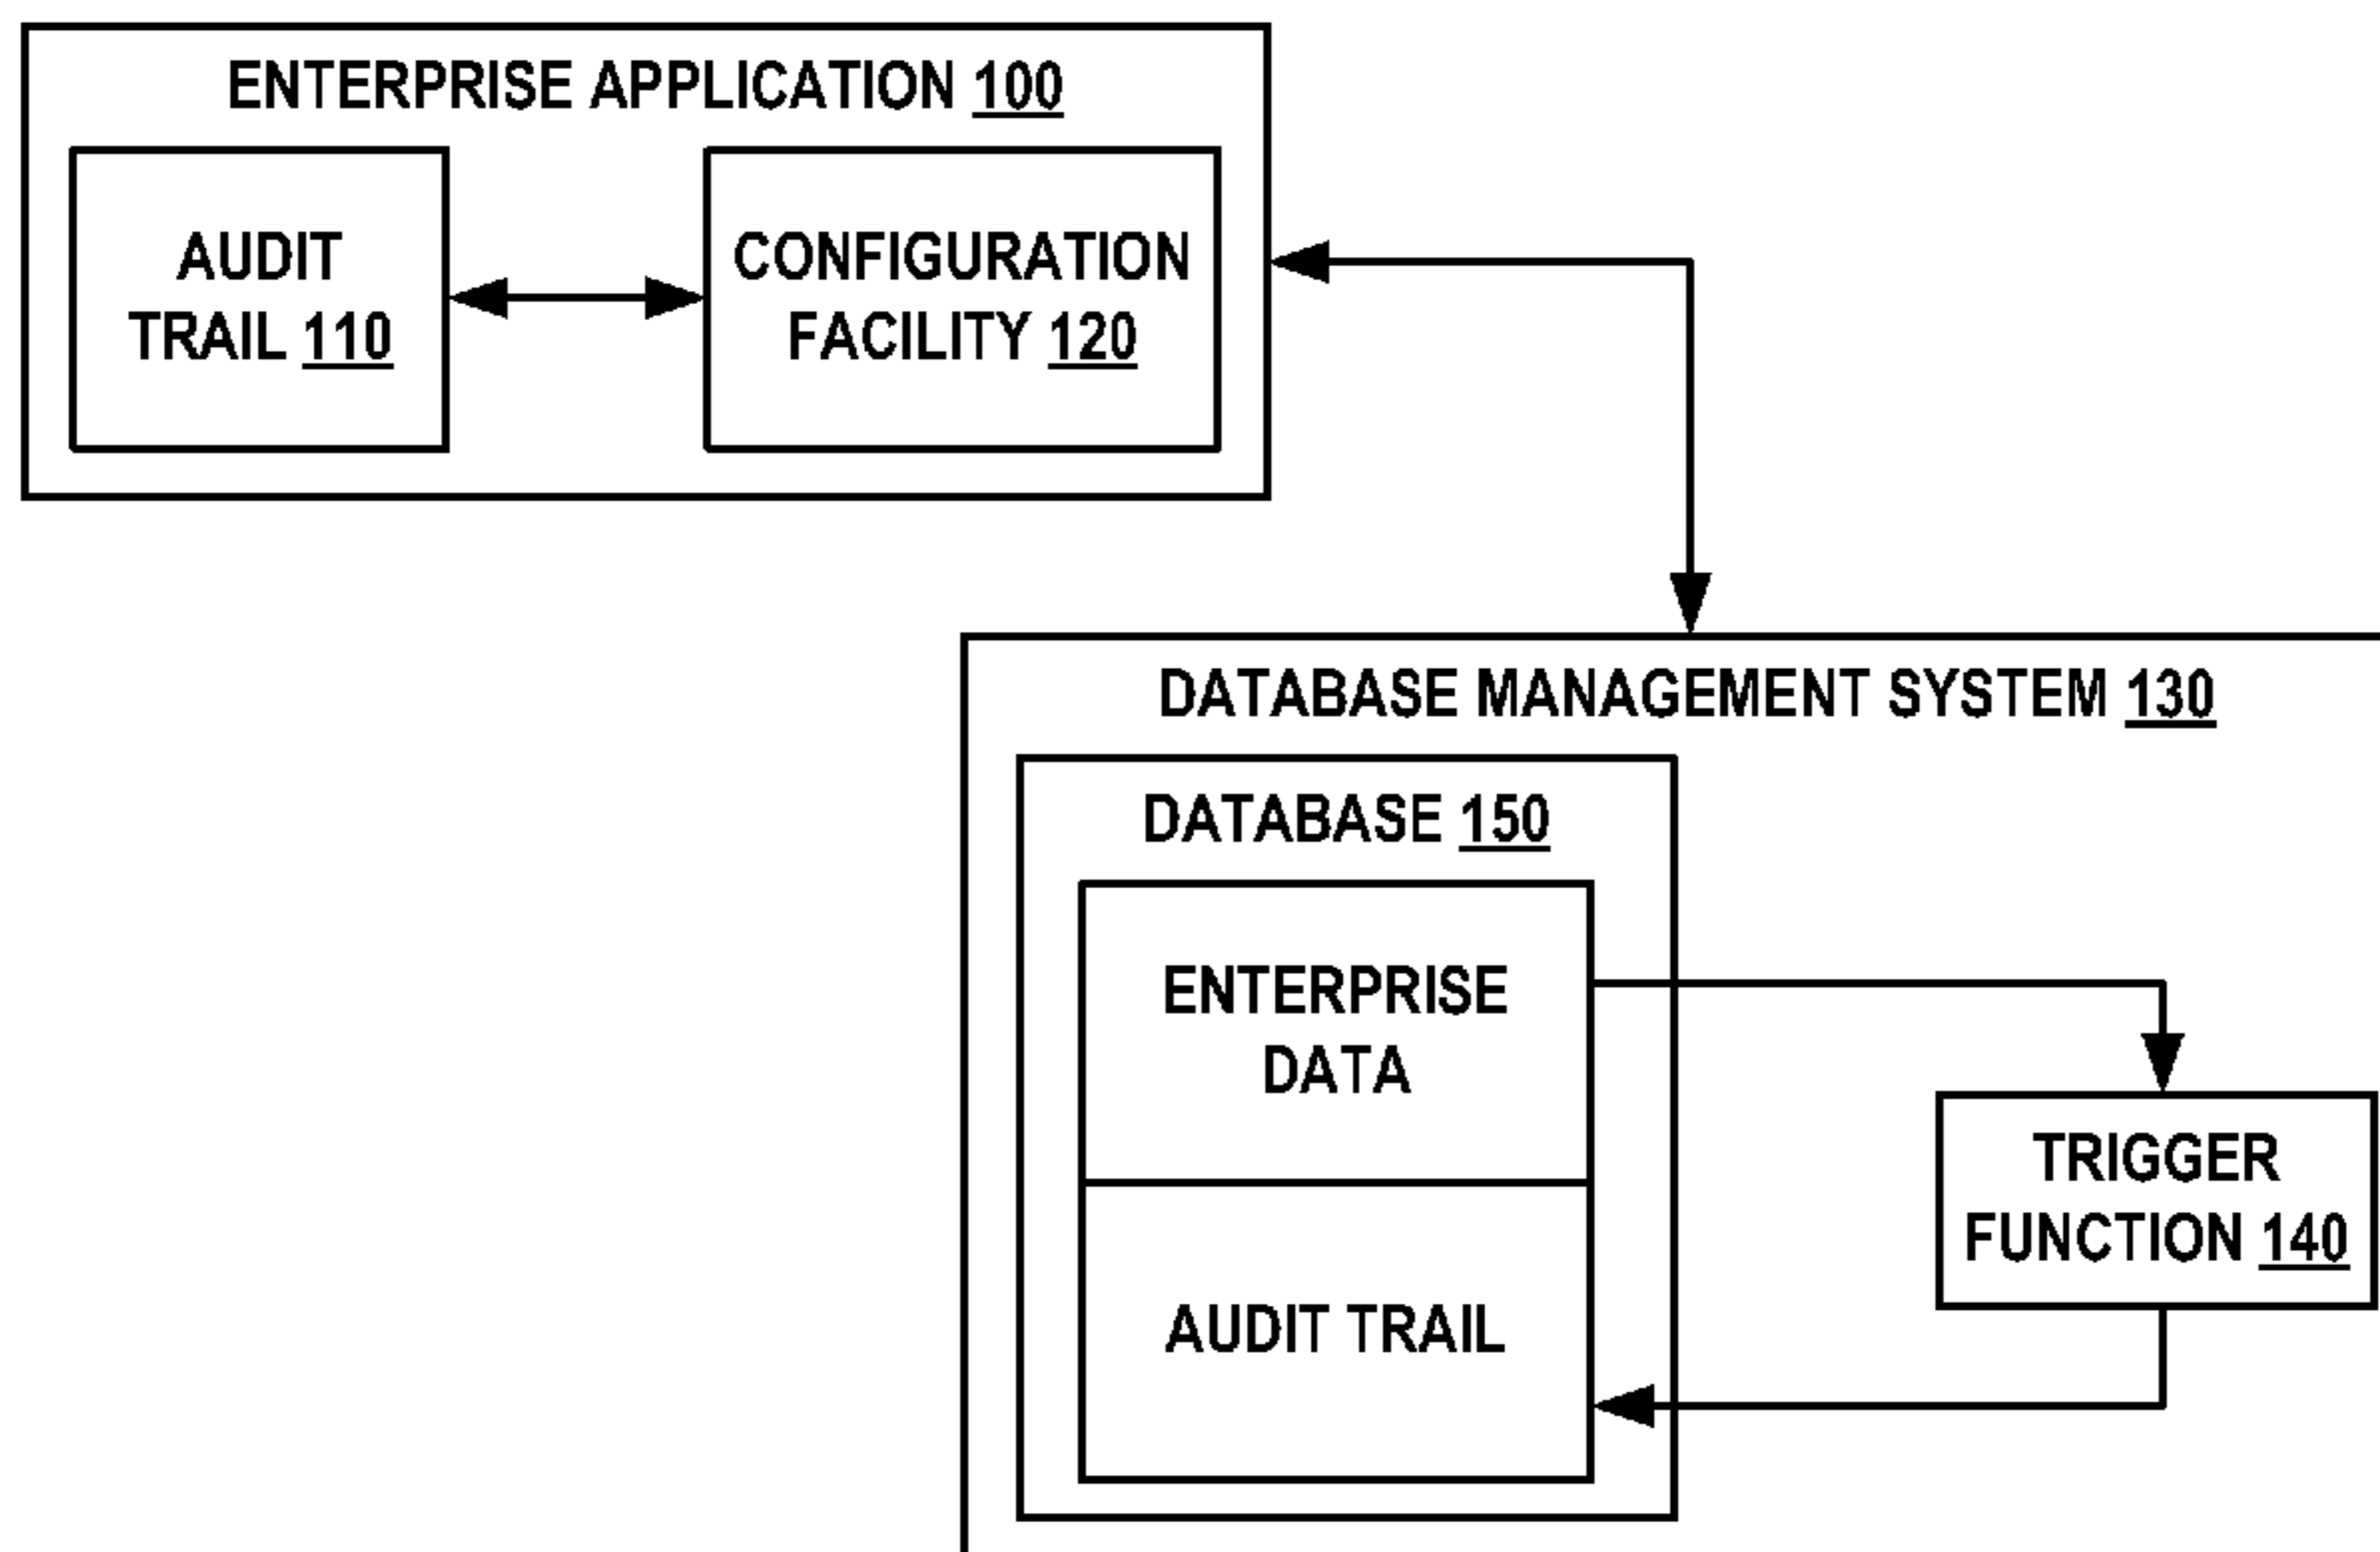 ENTERPRISE APPLICATION 100
AUDIT
TRAIL 110
CONFIGURATION
FACILITY 120
DATABASE MANAGEMENT SYSTEM 130
DATABASE 150
ENTERPRISE
DATA
AUDIT TRAIL
TRIGGER
FUNCTION 140